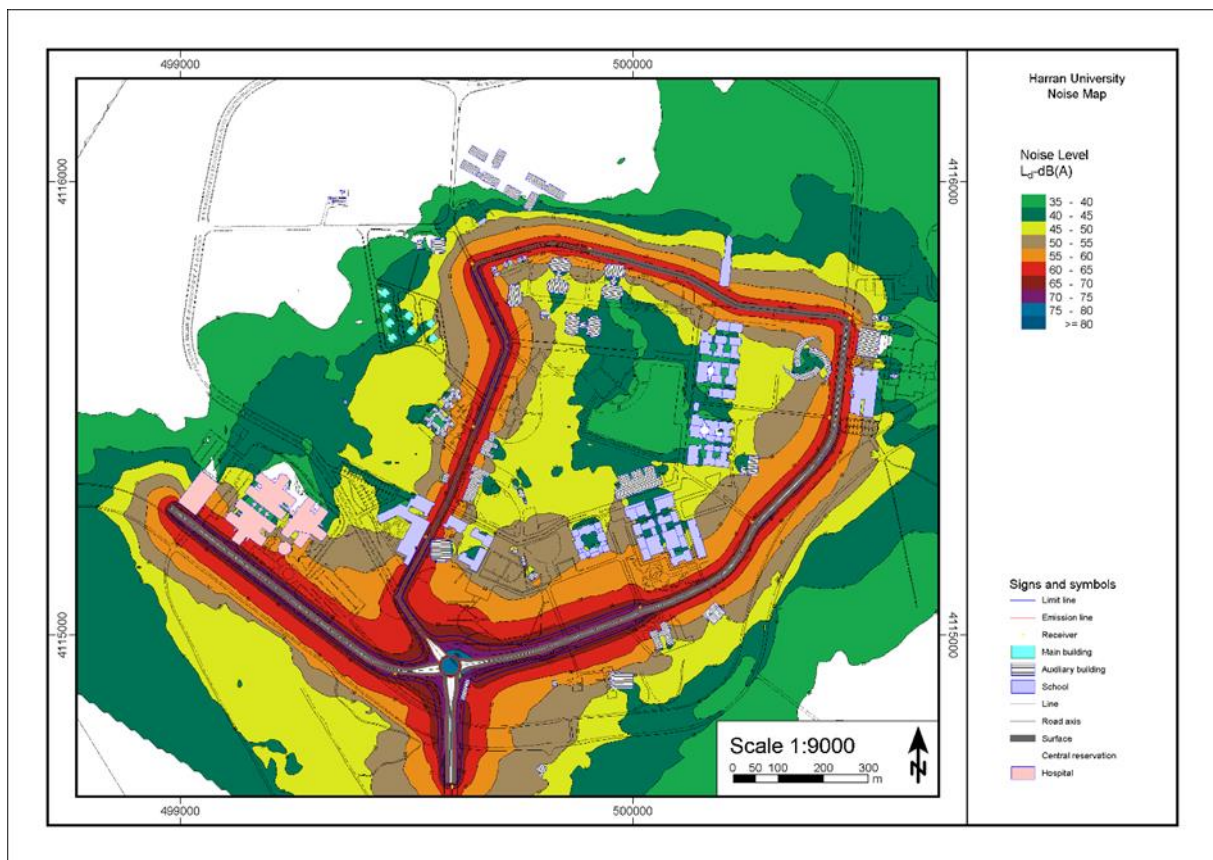 499000
500000
4116000
4116000
4115000
4115000
499000
500000
Scale 1:9000
0 50 100 200 300
m
N
Harran University
Noise Map
Noise Level
Ld-dB(A)
35 - 40
40 - 45
45 - 50
50 - 55
55 - 60
60 - 65
65 - 70
70 - 75
75 - 80
>= 80
Signs and symbols
Limit line
Emission line
Receiver
Main building
Auxiliary building
School
Line
Road axis
Surface
Central reservation
Hospital